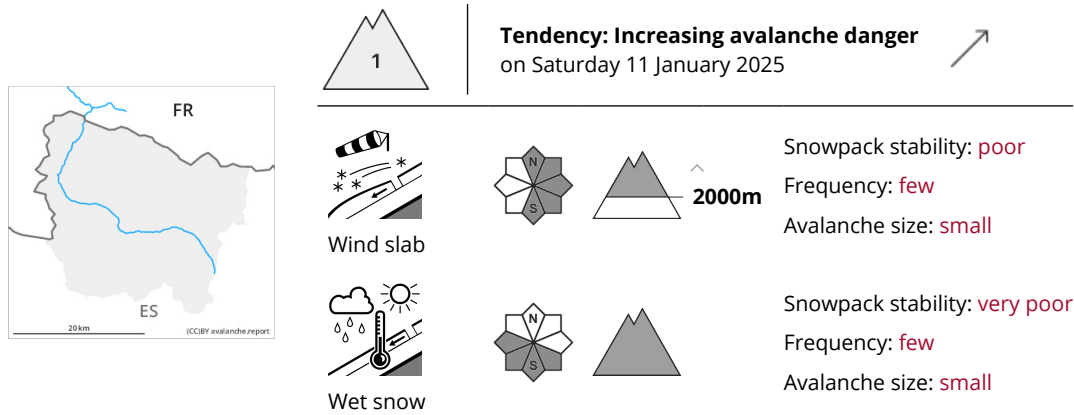 1
Tendency: Increasing avalanche danger
on Saturday 11 January 2025
FR
ES
20 km
(CC)BY avalanche.report
Wind slab
N
S
2000m
Snowpack stability: poor
Frequency: few
Avalanche size: small
Wet snow
N
S
Snowpack stability: very poor
Frequency: few
Avalanche size: small